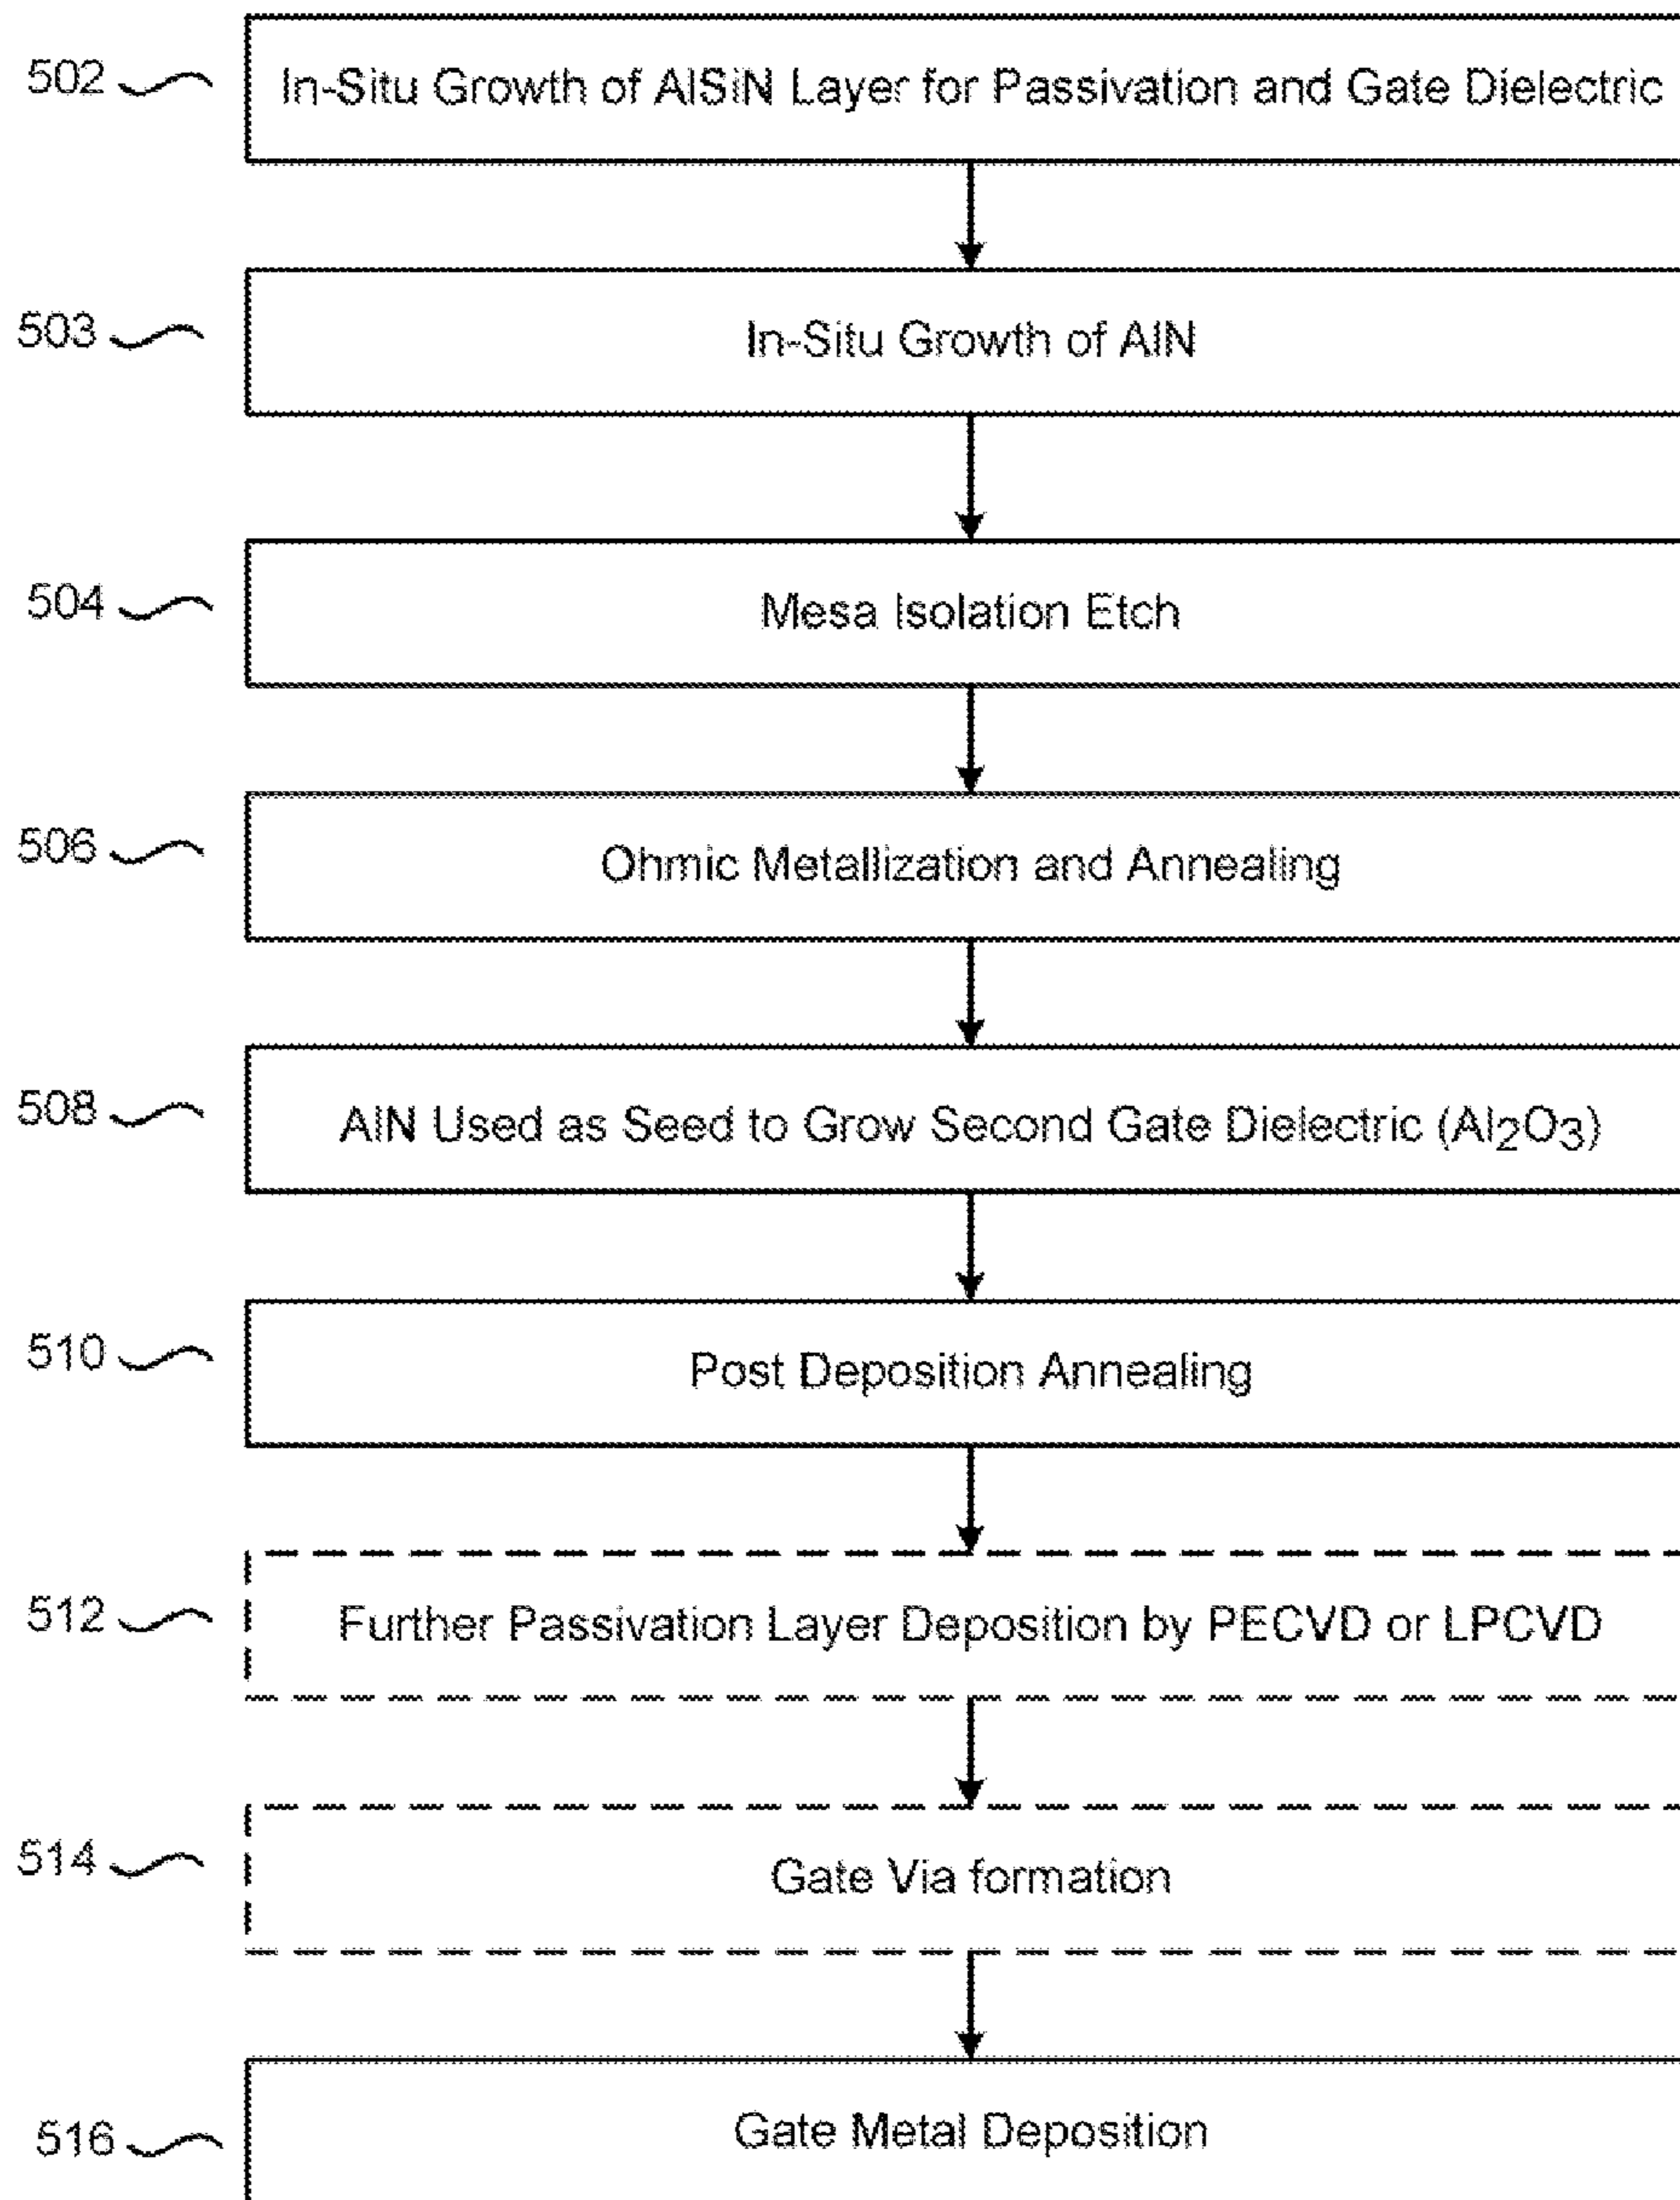 502 In-Situ Growth of AlSiN Layer for Passivation and Gate Dielectric
503 In-Situ Growth of AlN
504 Mesa Isolation Etch
506 Ohmic Metallization and Annealing
508 AlN Used as Seed to Grow Second Gate Dielectric (Al₂O₃)
510 Post Deposition Annealing
512 Further Passivation Layer Deposition by PECVD or LPCVD
514 Gate Via formation
516 Gate Metal Deposition